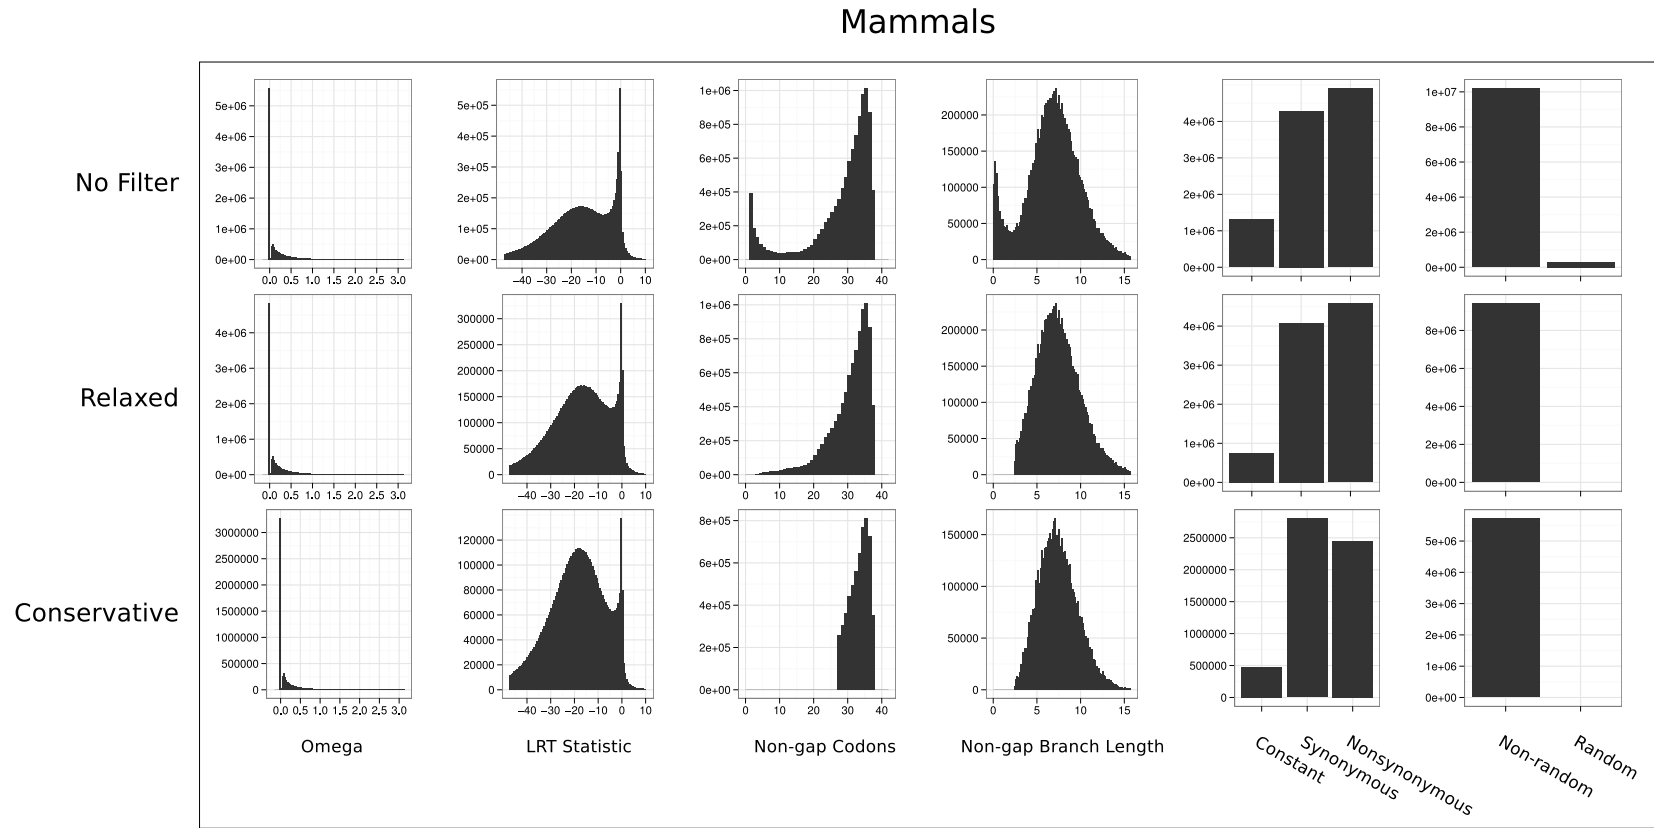 Mammals
No Filter
5e+06
4e+06
3e+06
2e+06
1e+06
0e+00
0.0 0.5 1.0 1.5 2.0 2.5 3.0
5e+05
4e+05
3e+05
2e+05
1e+05
0e+00
−40 −30 −20 −10 0 10
1e+06
8e+05
6e+05
4e+05
2e+05
0e+00
0 10 20 30 40
200000
150000
100000
50000
0
0 5 10 15
4e+06
3e+06
2e+06
1e+06
0e+00
1e+07
8e+06
6e+06
4e+06
2e+06
0e+00
Relaxed
4e+06
3e+06
2e+06
1e+06
0e+00
0.0 0.5 1.0 1.5 2.0 2.5 3.0
300000
250000
200000
150000
100000
50000
0
−40 −30 −20 −10 0 10
1e+06
8e+05
6e+05
4e+05
2e+05
0e+00
0 10 20 30 40
200000
150000
100000
50000
0
0 5 10 15
4e+06
3e+06
2e+06
1e+06
0e+00
8e+06
6e+06
4e+06
2e+06
0e+00
Conservative
3000000
2500000
2000000
1500000
1000000
500000
0
0.0 0.5 1.0 1.5 2.0 2.5 3.0
120000
100000
80000
60000
40000
20000
0
−40 −30 −20 −10 0 10
8e+05
6e+05
4e+05
2e+05
0e+00
0 10 20 30 40
150000
100000
50000
0
0 5 10 15
2500000
2000000
1500000
1000000
500000
0
5e+06
4e+06
3e+06
2e+06
1e+06
0e+00
Omega
LRT Statistic
Non-gap Codons
Non-gap Branch Length
Constant
Synonymous
Nonsynonymous
Non-random
Random